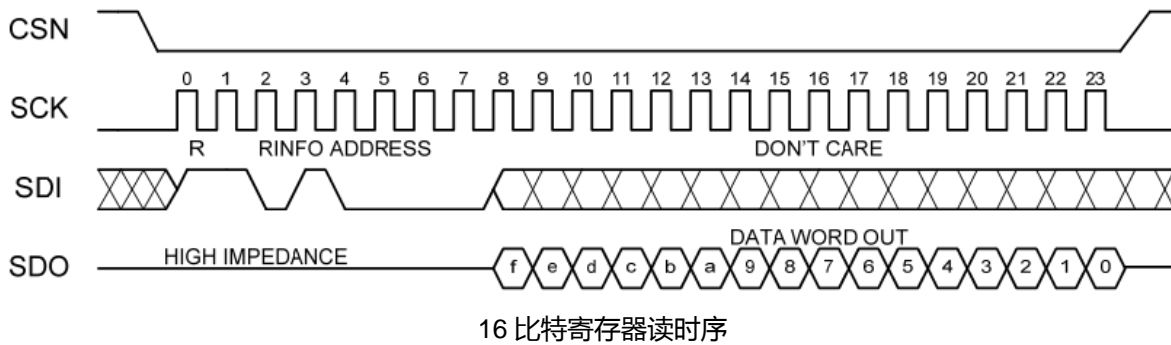 CSN
0 1 2 3 4 5 6 7 8 9 10 11 12 13 14 15 16 17 18 19 20 21 22 23
SCK
R RINFO ADDRESS DON'T CARE
SDI
DATA WORD OUT
HIGH IMPEDANCE
SDO f e d c b a 9 8 7 6 5 4 3 2 1 0
16 比特寄存器读时序